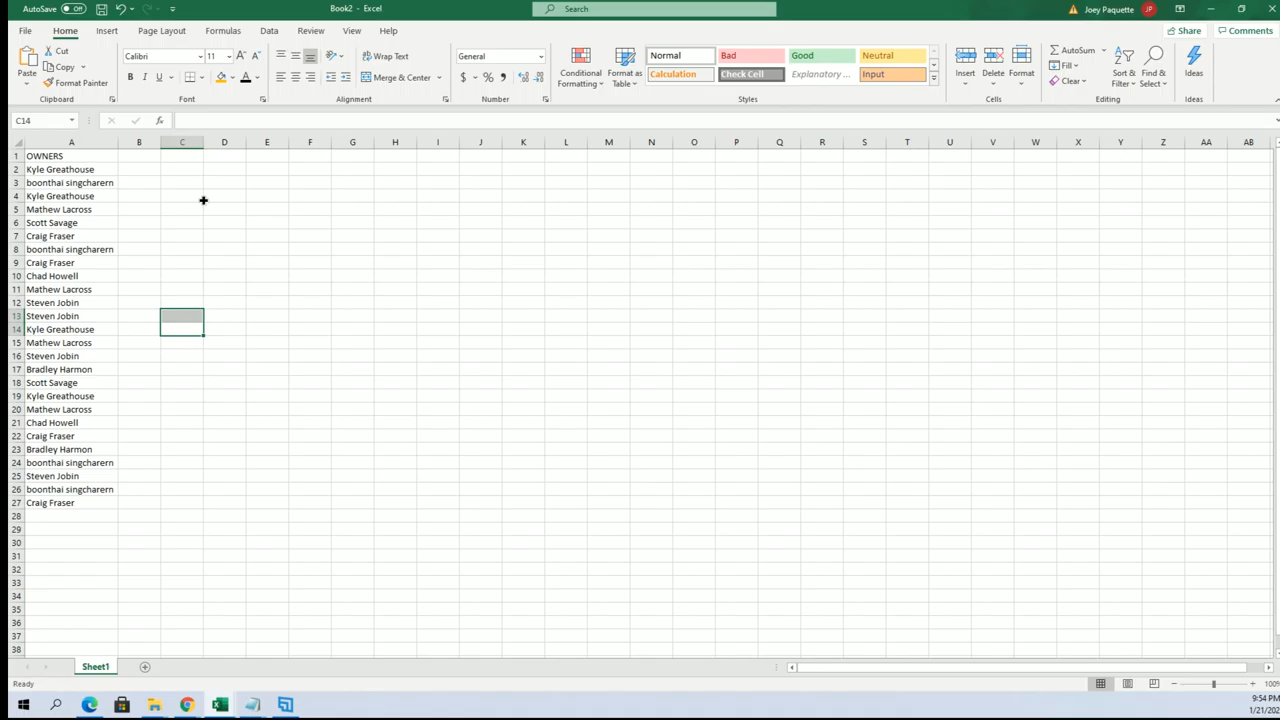 AutoSave Off Book2 - Excel Search Joey Paquette JP
File Home Insert Page Layout Formulas Data Review View Help Share Comments
Paste Cut Copy Format Painter Clipboard
Calibri 11 A A B I U A Font
Wrap Text Merge & Center Alignment
General $ % , Number
Conditional Formatting Format as Table
Normal Bad Good Neutral
Calculation Check Cell Explanatory ... Input
Styles
Insert Delete Format Cells
AutoSum Fill Clear Sort & Filter Find & Select Editing
Ideas Ideas
C14 fx
A B C D E F G H I J K L M N O P Q R S T U V W X Y Z AA AB
1 OWNERS
2 Kyle Greathouse
3 boonthai singcharern
4 Kyle Greathouse
5 Mathew Lacross
6 Scott Savage
7 Craig Fraser
8 boonthai singcharern
9 Craig Fraser
10 Chad Howell
11 Mathew Lacross
12 Steven Jobin
13 Steven Jobin
14 Kyle Greathouse
15 Mathew Lacross
16 Steven Jobin
17 Bradley Harmon
18 Scott Savage
19 Kyle Greathouse
20 Mathew Lacross
21 Chad Howell
22 Craig Fraser
23 Bradley Harmon
24 boonthai singcharern
25 Steven Jobin
26 boonthai singcharern
27 Craig Fraser
28
29
30
31
32
33
34
35
36
37
38
Sheet1
Ready 100%
9:54 PM
1/21/202